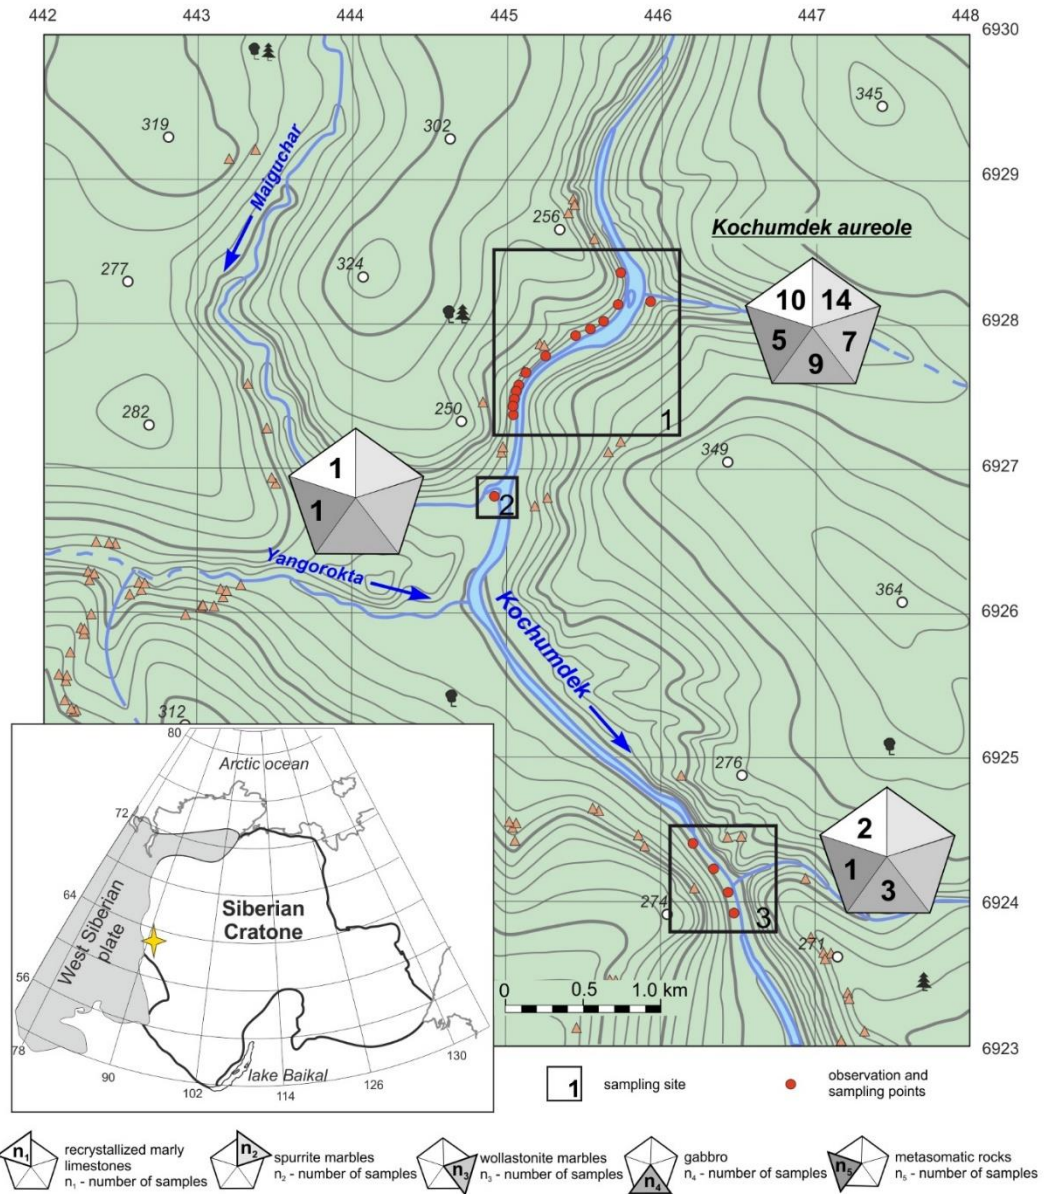 442 443 444 445 446 447 448
6930
345
319
302
Maiguchar
6929
256
Kochumdek aureole
277
324
10 14
5 7
9
6928
282
250
1
349
6927
1
1
2
Yangorokta
Kochumdek
364
6926
312
276
6925
2
1
3
274
3
6924
271
0 0.5 1.0 km
6923
80
Arctic ocean
72
64
West Siberian
plate
Siberian
Cratone
56
78
90
102
114
126
130
lake Baikal
1 sampling site
observation and
sampling points
n₁ recrystallized marly
limestones
n₁ - number of samples
n₂ spurrite marbles
n₂ - number of samples
n₃ wollastonite marbles
n₃ - number of samples
n₄ gabbro
n₄ - number of samples
n₅ metasomatic rocks
n₅ - number of samples